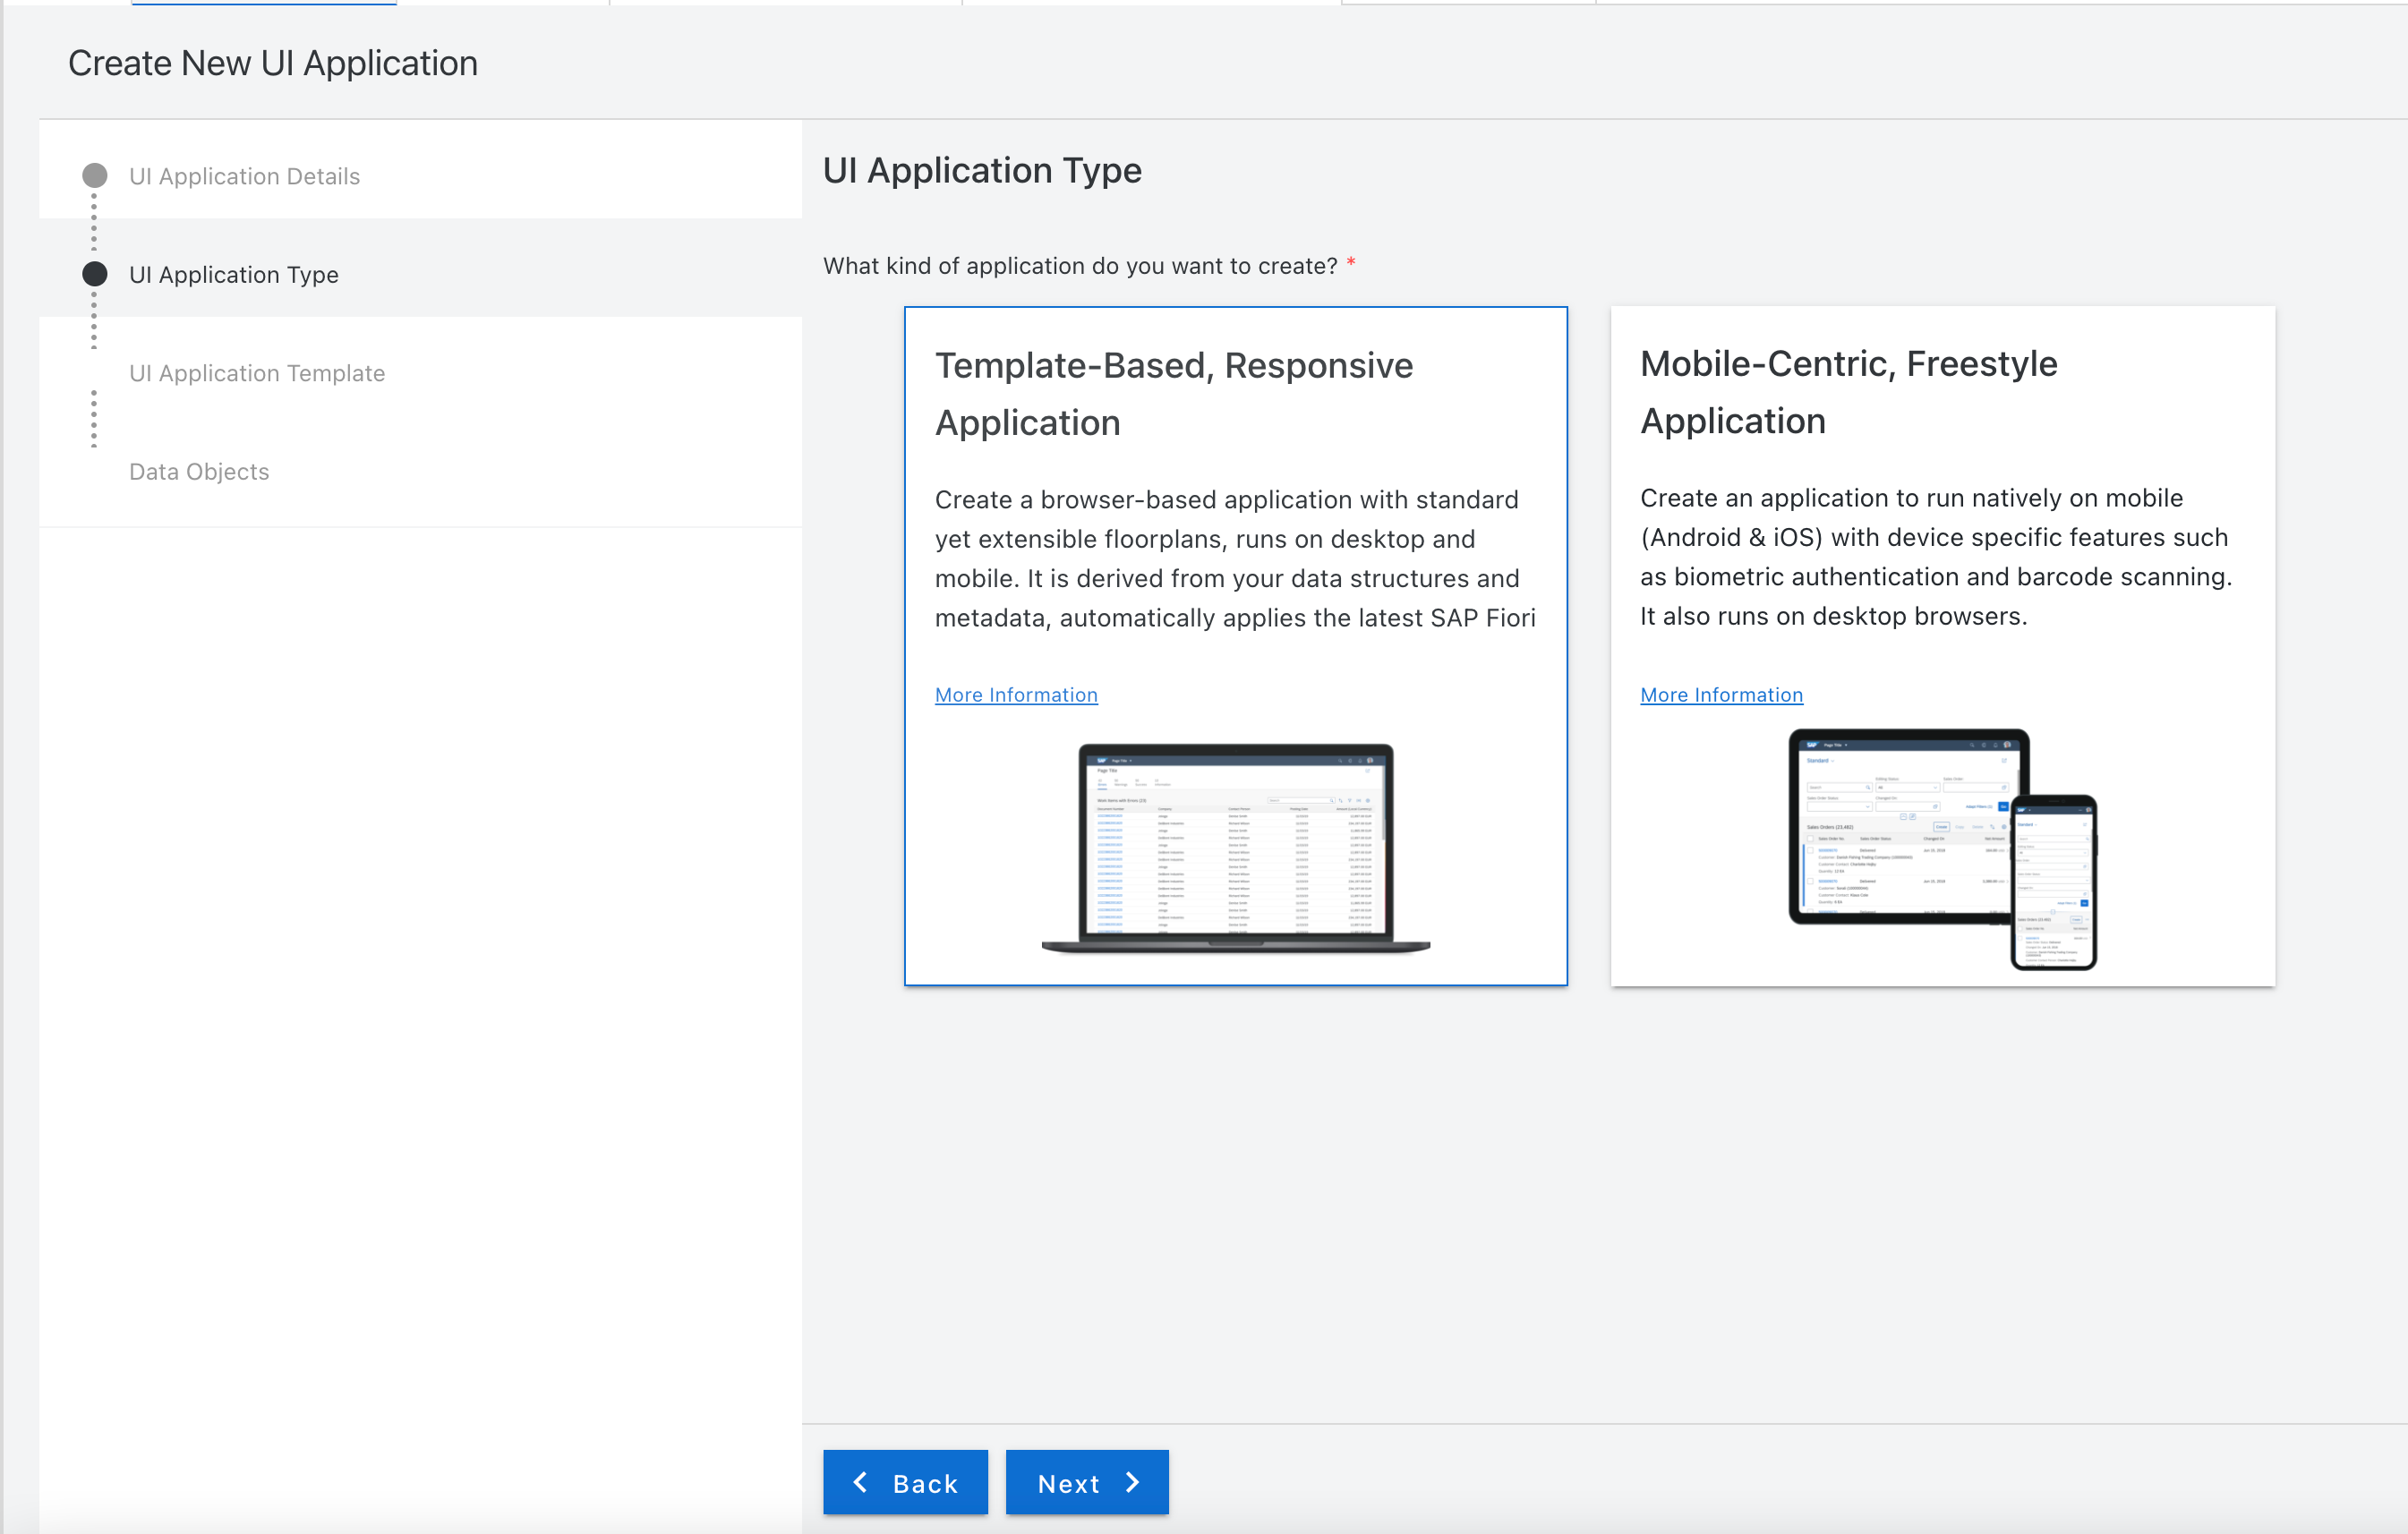 Create New UI Application
UI Application Details
UI Application Type
UI Application Template
Data Objects
UI Application Type
What kind of application do you want to create? *
Template-Based, Responsive
Application
Create a browser-based application with standard
yet extensible floorplans, runs on desktop and
mobile. It is derived from your data structures and
metadata, automatically applies the latest SAP Fiori
More Information
Mobile-Centric, Freestyle
Application
Create an application to run natively on mobile
(Android & iOS) with device specific features such
as biometric authentication and barcode scanning.
It also runs on desktop browsers.
More Information
Back
Next